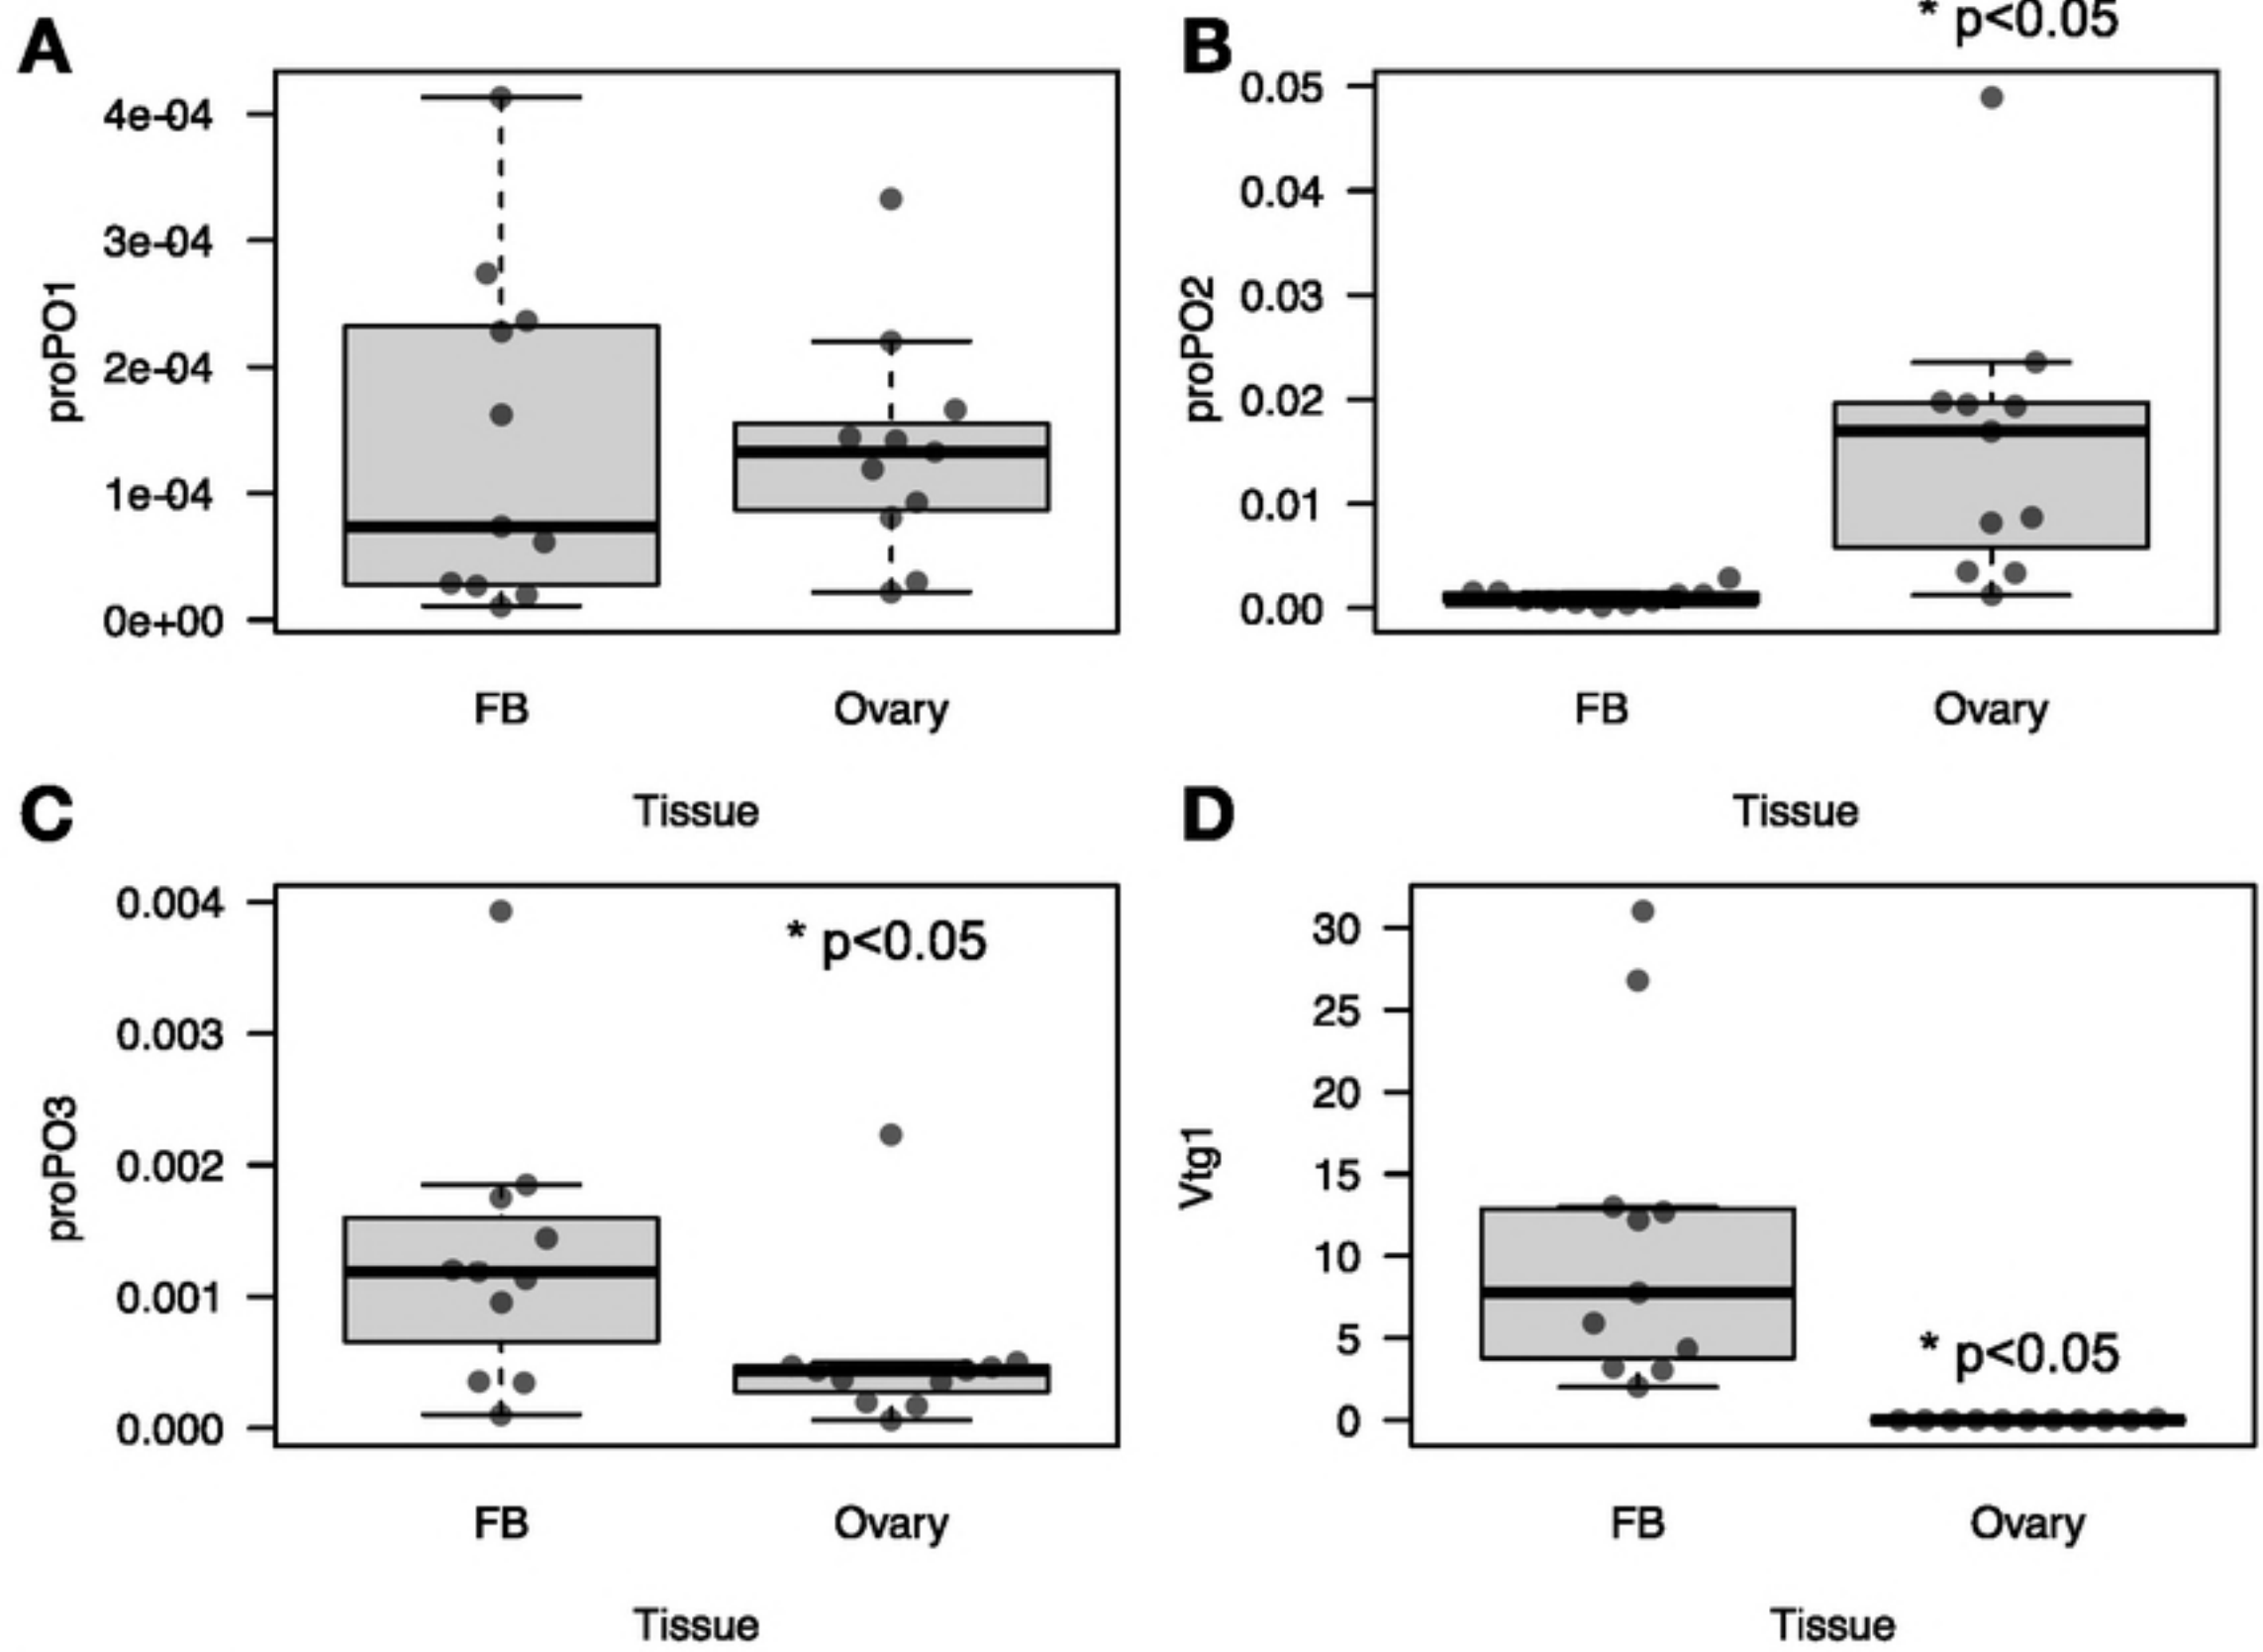 A
proPO1
4e-04
3e-04
2e-04
1e-04
0e+00
FB
Ovary
Tissue
B
* p<0.05
proPO2
0.05
0.04
0.03
0.02
0.01
0.00
FB
Ovary
Tissue
C
proPO3
0.004
0.003
0.002
0.001
0.000
* p<0.05
FB
Ovary
Tissue
D
Vtg1
30
25
20
15
10
5
0
* p<0.05
FB
Ovary
Tissue